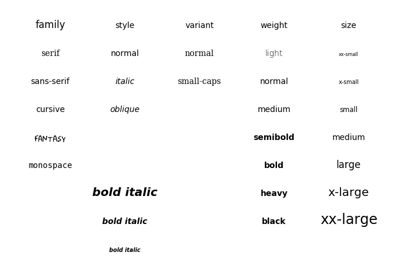 family style variant weight size
serif normal normal light xx-small
sans-serif italic small-caps normal x-small
cursive oblique medium small
fantasy semibold medium
monospace bold large
bold italic heavy x-large
bold italic black xx-large
bold italic